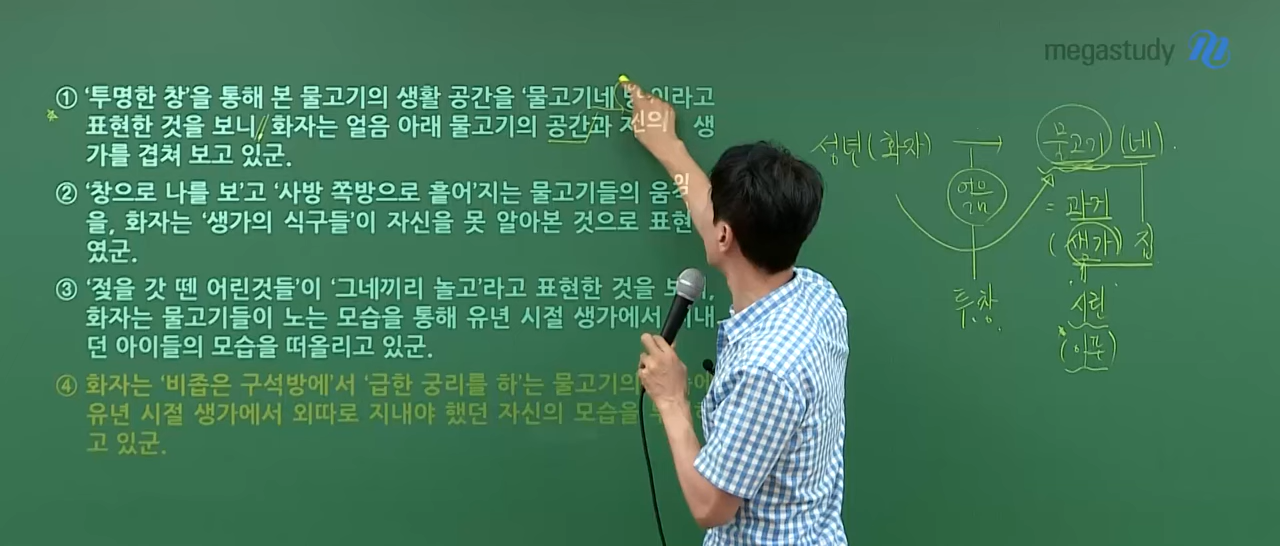 megastudy
① ‘투명한 창’을 통해 본 물고기의 생활 공간을 ‘물고기네 방’이라고
표현한 것을 보니, 화자는 얼음 아래 물고기의 공간과 자신의 생
가를 겹쳐 보고 있군.
② ‘창으로 나를 보’고 ‘사방 쪽방으로 흩어’지는 물고기들의
을, 화자는 ‘생가의 식구들’이 자신을 못 알아본 것으로 표현
였군.
③ ‘젖을 갓 뗀 어린것들’이 ‘그네끼리 놀고’라고 표현한 것을
화자는 물고기들이 노는 모습을 통해 유년 시절 생가에서
던 아이들의 모습을 떠올리고 있군.
④ 화자는 ‘비좁은 구석방에’서 ‘급한 궁리를 하’는 물고기의
유년 시절 생가에서 외따로 지내야 했던 자신의 모습을
고 있군.
성년(화자) → 물고기(네).
얼음
= 과거
(생가) 집
투.창.
시린